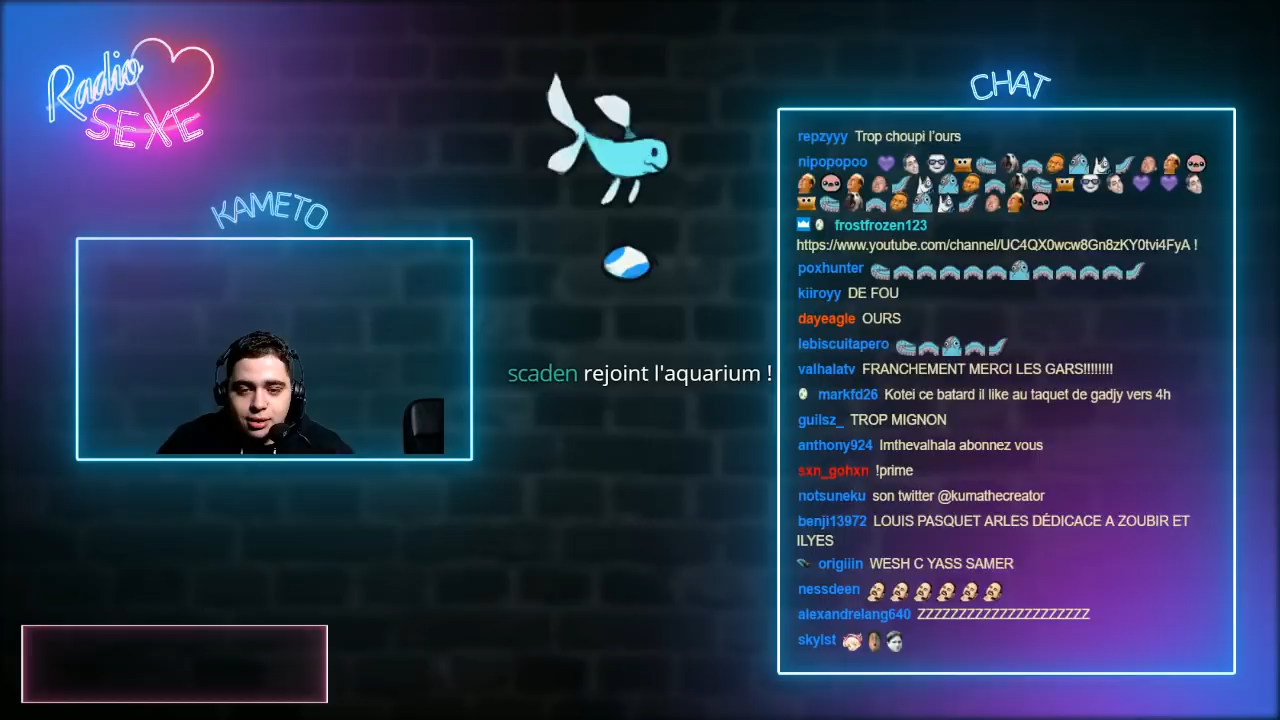 Radio
SEXE
KAMETO
scaden rejoint l'aquarium !
CHAT
repzyyy Trop choupi l'ours
nipopopoo
frostfrozen123
https://www.youtube.com/channel/UC4QX0wcw8Gn8zKY0tvi4FyA !
poxhunter
kiiroyy DE FOU
dayeagle OURS
lebiscuitapero
valhalatv FRANCHEMENT MERCI LES GARS!!!!!!!!
markfd26 Kotei ce batard il like au taquet de gadjy vers 4h
guilsz_ TROP MIGNON
anthony924 Imthevalhala abonnez vous
sxn_gohxn !prime
notsuneku son twitter @kumathecreator
benji13972 LOUIS PASQUET ARLES DÉDICACE A ZOUBIR ET
ILYES
origiiin WESH C YASS SAMER
nessdeen
alexandrelang640 ZZZZZZZZZZZZZZZZZZZZZ
skylst